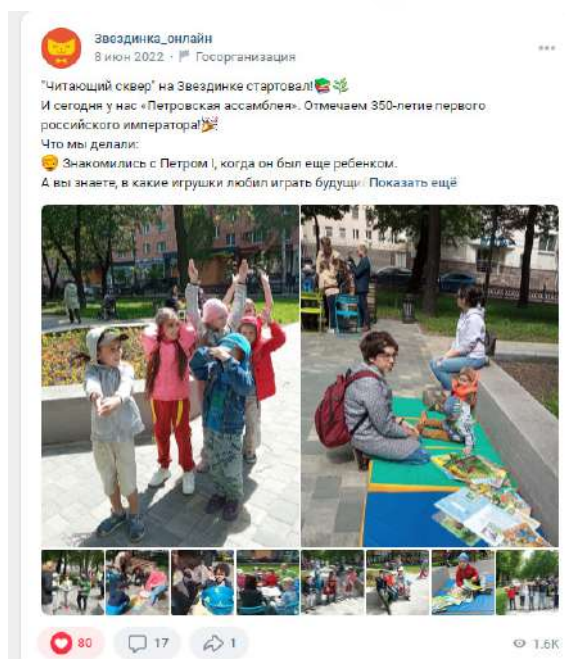 Звездинка_онлайн
8 июн 2022 · Госорганизация
"Читающий сквер" на Звездинке стартовал!📚🌿
И сегодня у нас «Петровская ассамблея». Отмечаем 350-летие первого
российского императора!🎉
Что мы делали:
Знакомились с Петром I, когда он был еще ребенком.
А вы знаете, в какие игрушки любил играть будущи Показать ещё
80
17
1
1.6K